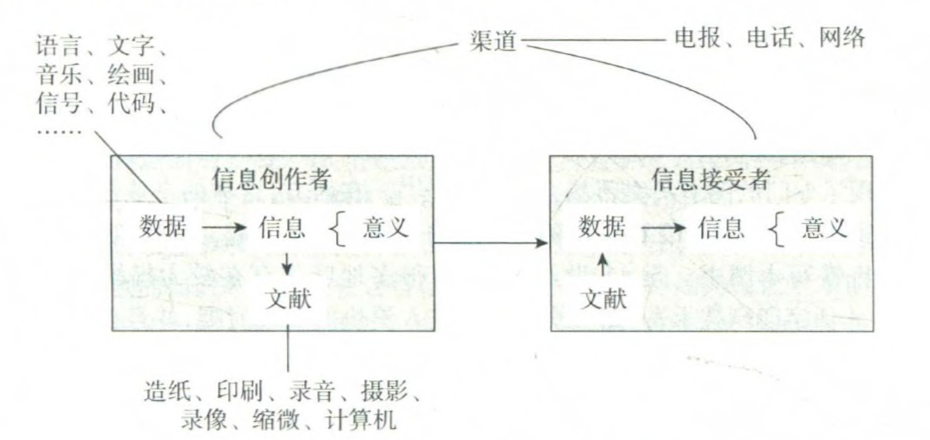 渠道
电报、电话、网络
语言、文字、
音乐、绘画、
信号、代码、
……
信息创作者
数据
信息
意义
文献
信息接受者
数据
信息
意义
文献
造纸、印刷、录音、摄影、
录像、缩微、计算机